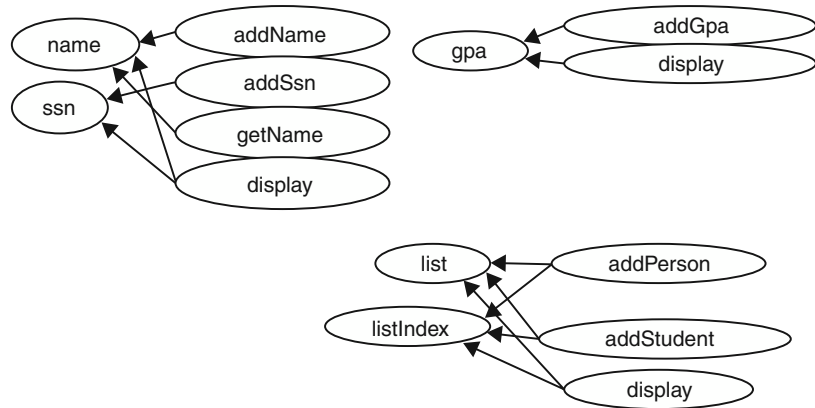 name
addName
ssn
addSsn
getName
display
gpa
addGpa
display
list
addPerson
listIndex
addStudent
display